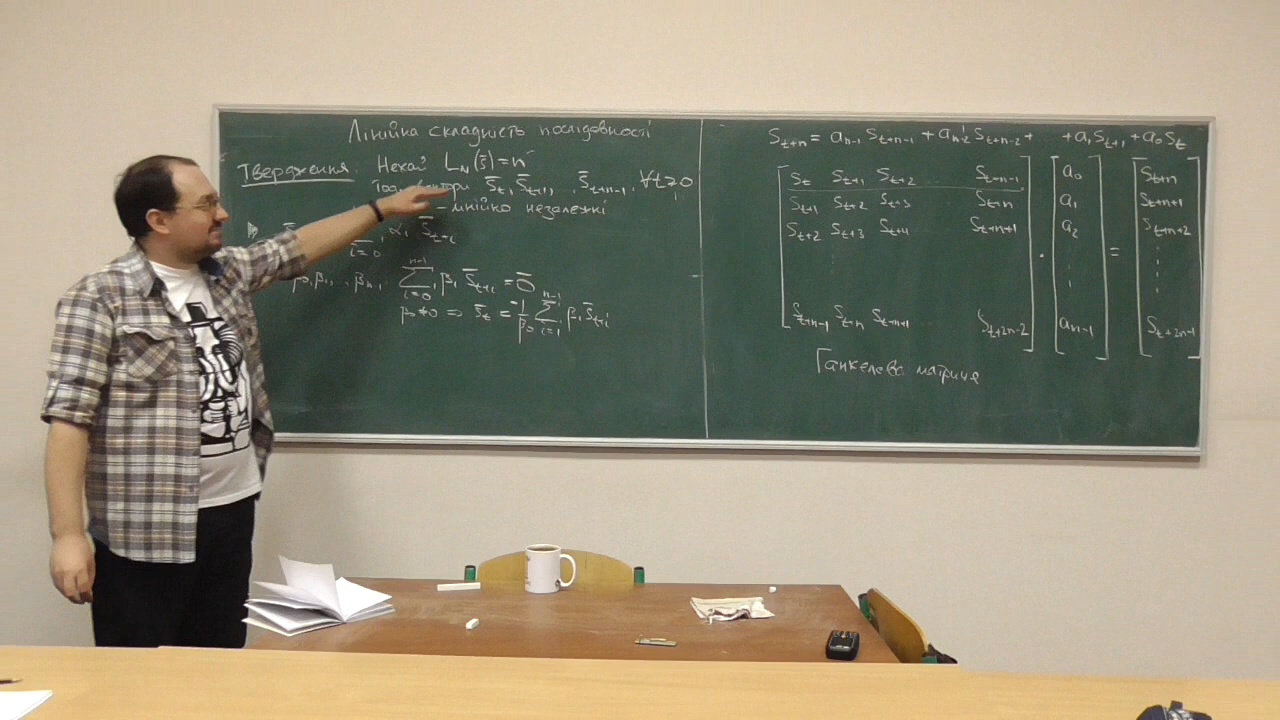 Лінійна складність послідовності
Твердження. Нехай L_N(s̄)=n
Тоді вектори s̄_t, s̄_{t+1}, s̄_{t+n-1}, ∀t≥0
- лінійно незалежні
i=0 α_i s̄_{t+i}
β_1, , β_{n-1} ∑_{i=0}^{n-1} β_i s̄_{t+i} = 0̄
β_0≠0 => s̄_t = -1/β_0 ∑_{i=1}^{n-1} β_i s̄_{t+i}
S_{t+n} = a_{n-1} S_{t+n-1} + a_{n-2} S_{t+n-2} + ... + a_1 S_{t+1} + a_0 S_t
S_t S_{t+1} S_{t+2} ... S_{t+n-1} a_0 S_{t+n}
S_{t+1} S_{t+2} S_{t+3} S_{t+n} a_1 S_{t+n+1}
S_{t+2} S_{t+3} S_{t+4} S_{t+n+1} · a_2 = S_{t+n+2}
S_{t+n-1} S_{t+n} S_{t+n+1} S_{t+2n-2} a_{n-1} S_{t+2n-1}
Ганкелева матриця